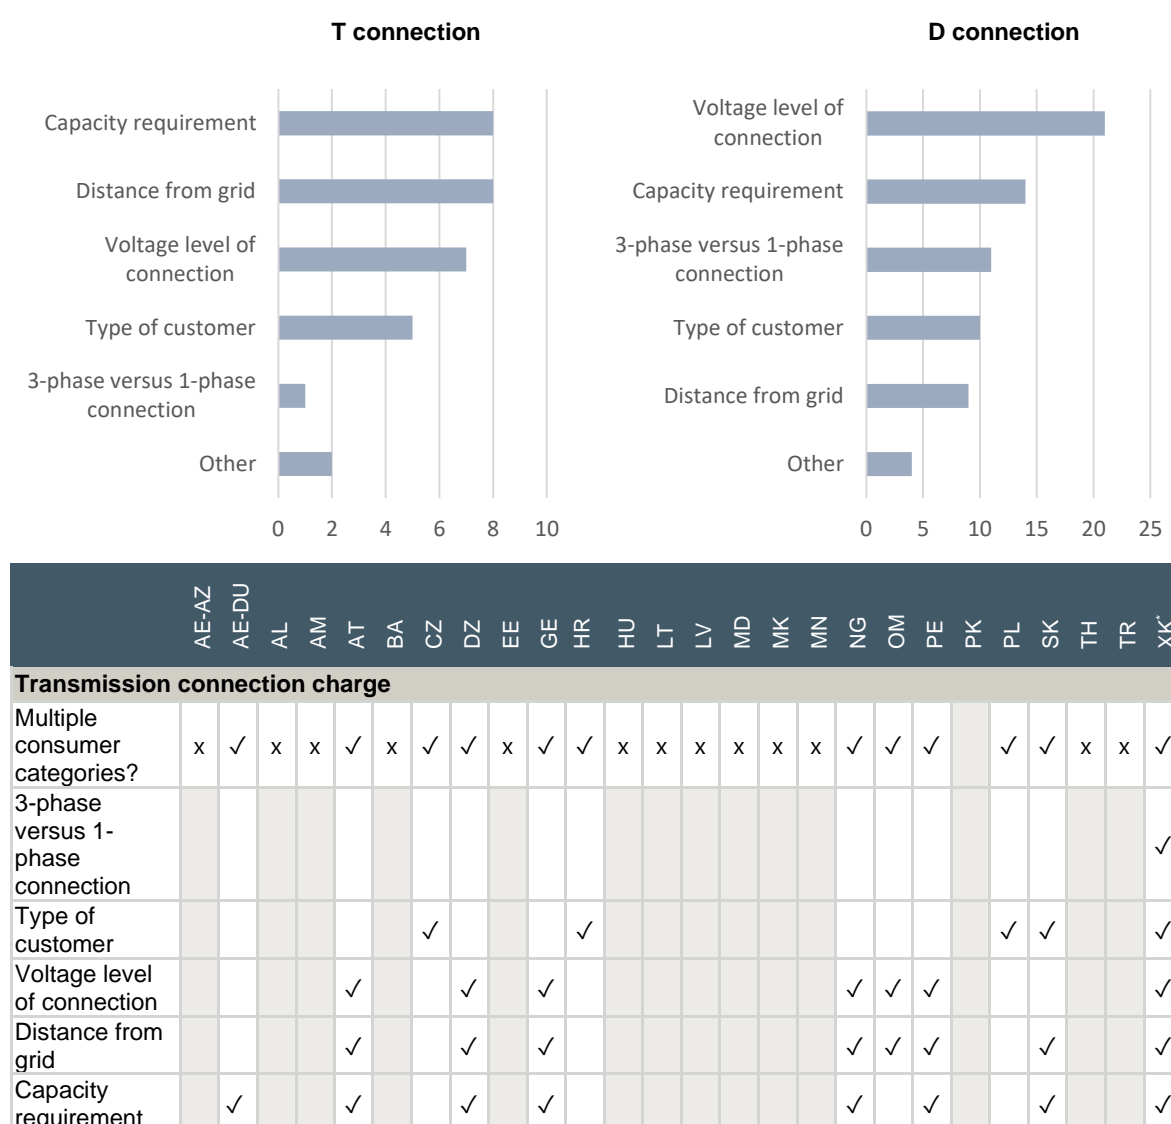 T connection
Capacity requirement
Distance from grid
Voltage level of
connection
Type of customer
3-phase versus 1-phase
connection
Other
0 2 4 6 8 10
D connection
Voltage level of
connection
Capacity requirement
3-phase versus 1-phase
connection
Type of customer
Distance from grid
Other
0 5 10 15 20 25
AE-AZ AE-DU AL AM AT BA CZ DZ EE GE HR HU LT LV MD MK MN NG OM PE PK PL SK TH TR XK*
Transmission connection charge
Multiple
consumer
categories?
x ✓ x x ✓ x ✓ ✓ x ✓ ✓ x x x x x x ✓ ✓ ✓ ✓ ✓ x x ✓
3-phase
versus 1-
phase
connection
✓
Type of
customer
✓ ✓ ✓ ✓ ✓
Voltage level
of connection
✓ ✓ ✓ ✓ ✓ ✓ ✓
Distance from
grid
✓ ✓ ✓ ✓ ✓ ✓ ✓ ✓
Capacity
requirement
✓ ✓ ✓ ✓ ✓ ✓ ✓ ✓